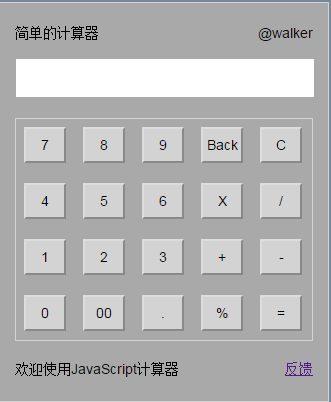 简单的计算器 @walker
7 8 9 Back C
4 5 6 X /
1 2 3 + -
0 00 . % =
欢迎使用JavaScript计算器 反馈